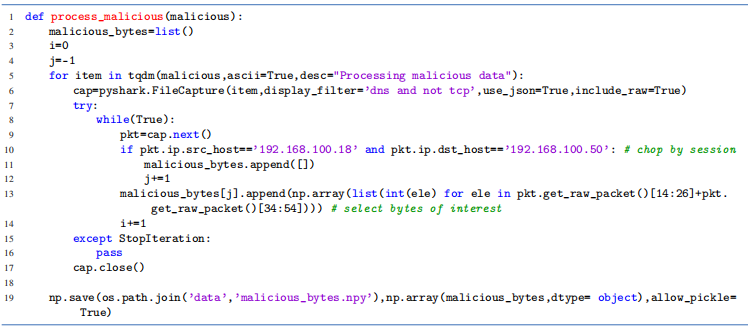 1 def process_malicious(malicious):
2 malicious_bytes=list()
3 i=0
4 j=-1
5 for item in tqdm(malicious,ascii=True,desc="Processing malicious data"):
6 cap=pyshark.FileCapture(item,display_filter='dns and not tcp',use_json=True,include_raw=True)
7 try:
8 while(True):
9 pkt=cap.next()
10 if pkt.ip.src_host=='192.168.100.18' and pkt.ip.dst_host=='192.168.100.50': # chop by session
11 malicious_bytes.append([])
12 j+=1
13 malicious_bytes[j].append(np.array(list(int(ele) for ele in pkt.get_raw_packet()[14:26]+pkt.
get_raw_packet()[34:54]))) # select bytes of interest
14 i+=1
15 except StopIteration:
16 pass
17 cap.close()
18
19 np.save(os.path.join('data','malicious_bytes.npy'),np.array(malicious_bytes,dtype= object),allow_pickle=
True)